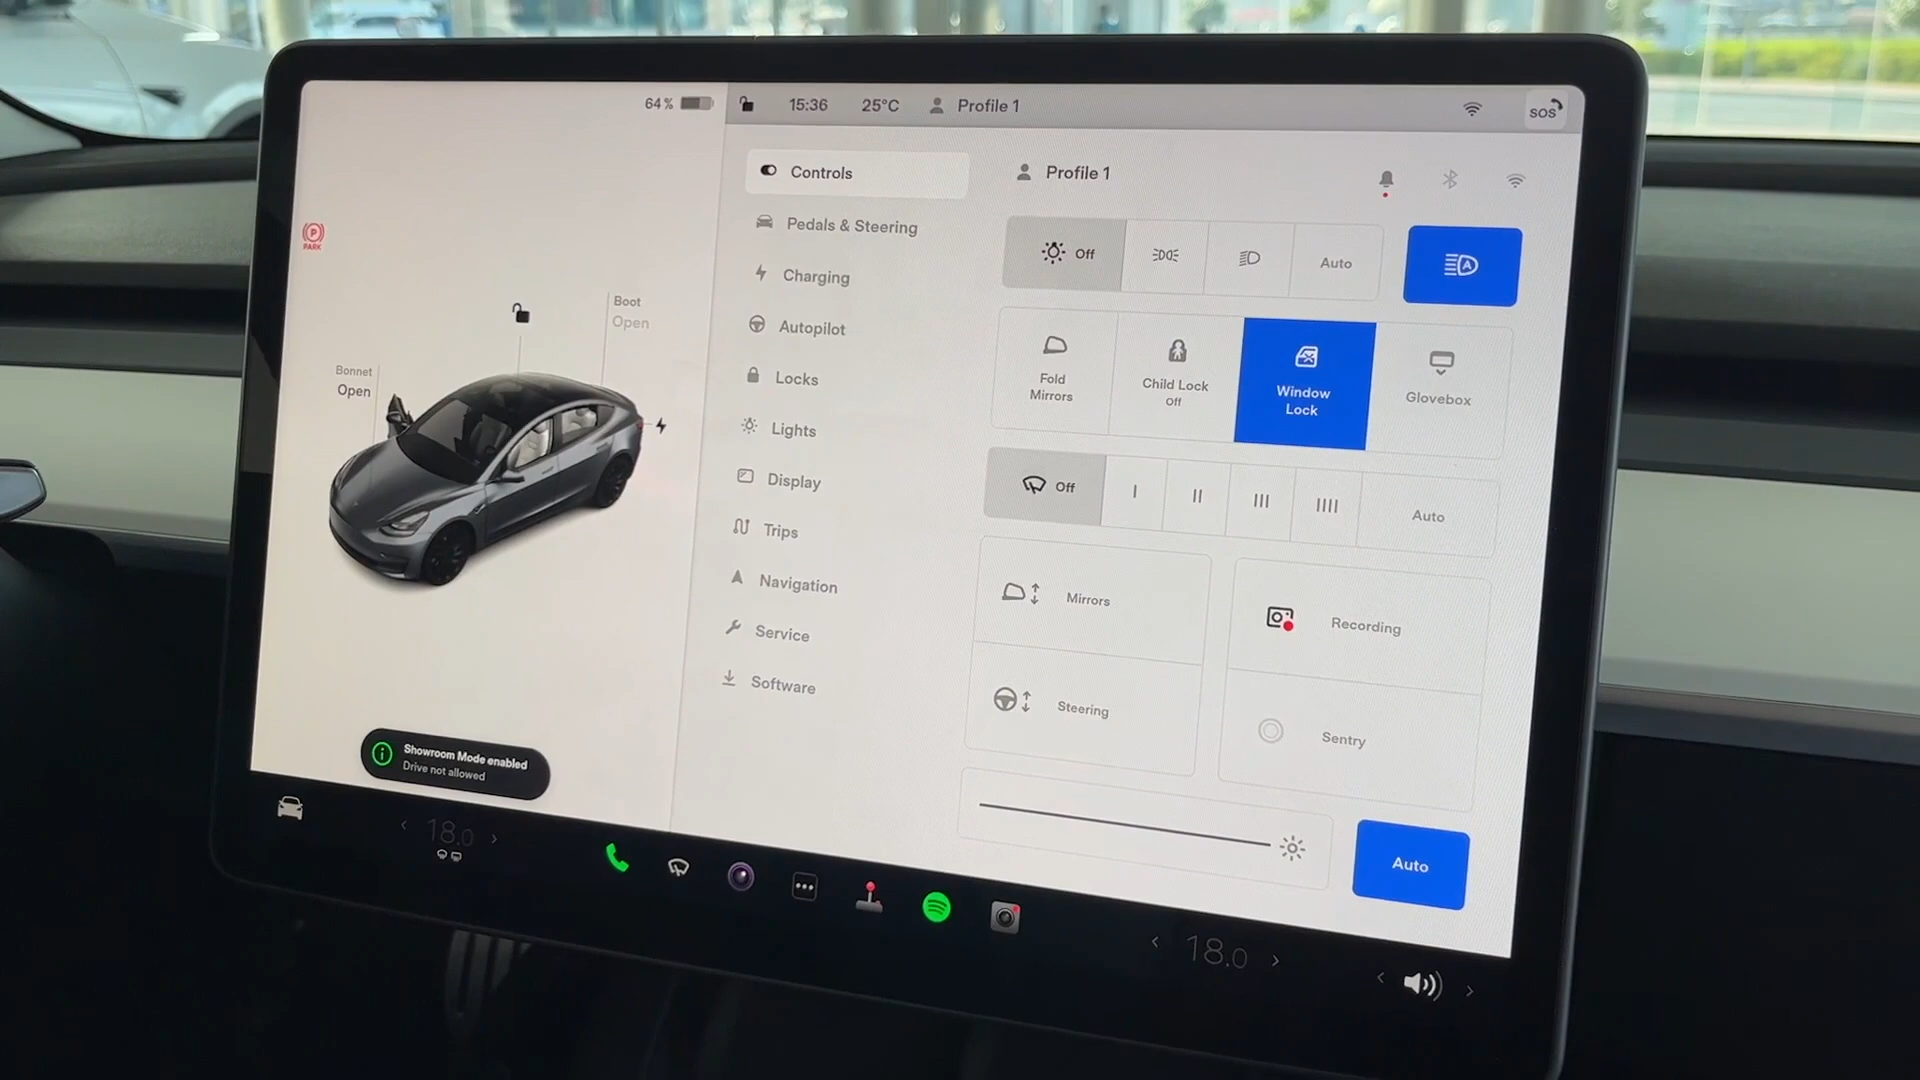 64 %
15:36
25°C
Profile 1
SOS
PARK
Boot
Open
Bonnet
Open
Showroom Mode enabled
Drive not allowed
Controls
Pedals & Steering
Charging
Autopilot
Locks
Lights
Display
Trips
Navigation
Service
Software
Profile 1
Off
Auto
A
Fold
Mirrors
Child Lock
Off
Window
Lock
Glovebox
Off
I
II
III
IIII
Auto
Mirrors
Recording
Steering
Sentry
Auto
18.0
18.0